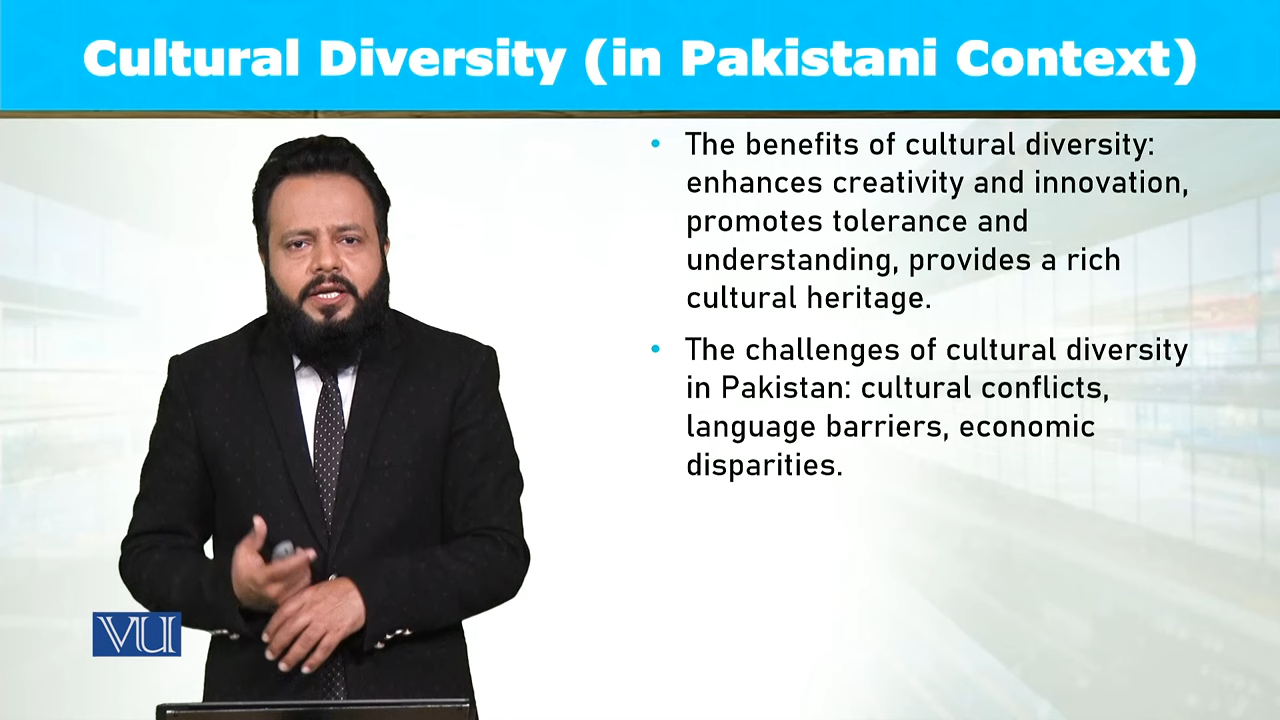 Cultural Diversity (in Pakistani Context)
• The benefits of cultural diversity:
enhances creativity and innovation,
promotes tolerance and
understanding, provides a rich
cultural heritage.
• The challenges of cultural diversity
in Pakistan: cultural conflicts,
language barriers, economic
disparities.
VU